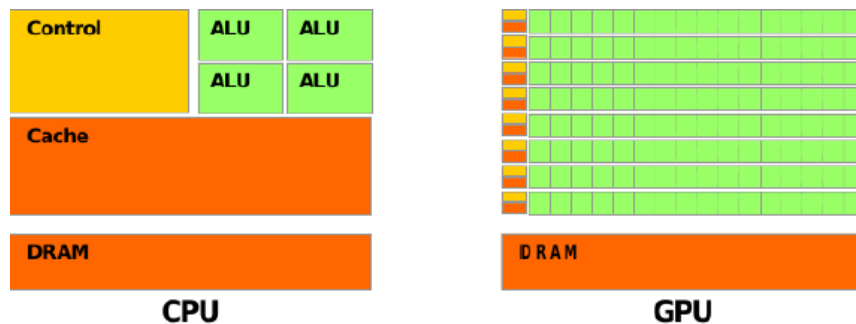 Control
ALU ALU
ALU ALU
Cache
DRAM
CPU
DRAM
GPU